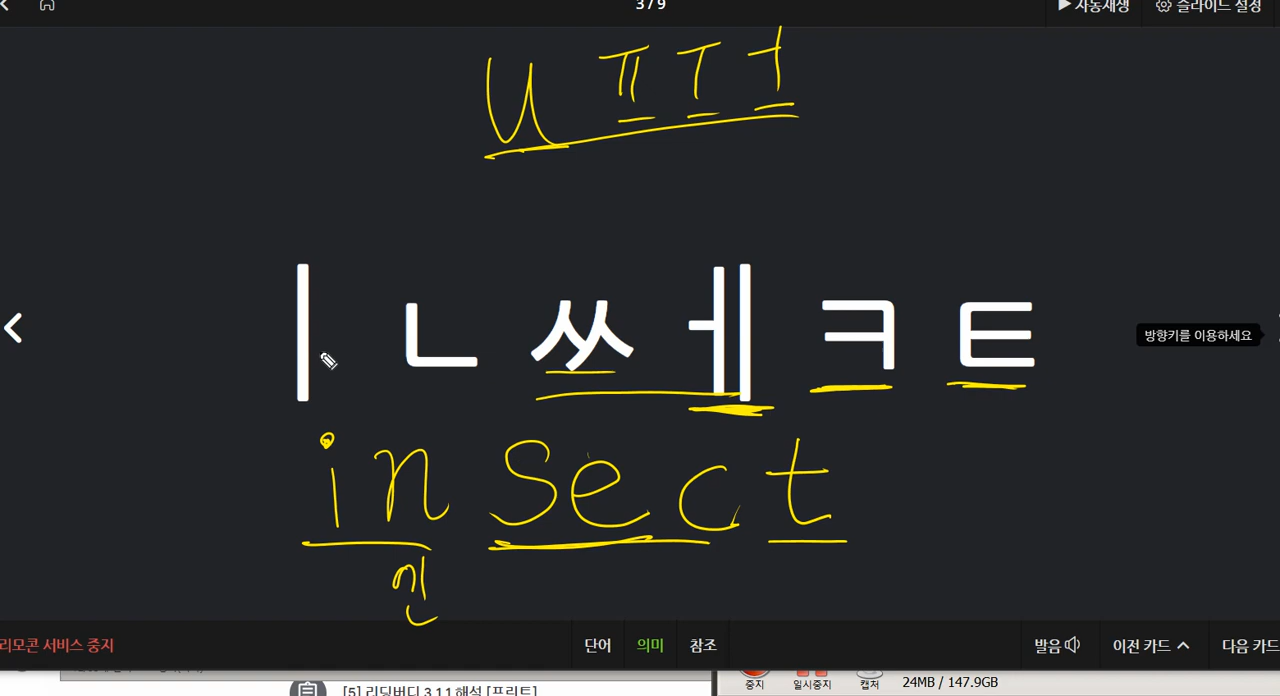 3 / 9
▶ 자동재생 슬라이드 설정
u ㅠ ㅜ ㅓ
ㅣ ㄴ ㅆ ㅔ ㅋ ㅌ
방향키를 이용하세요
in sect
인
리모콘 서비스 중지 단어 의미 참조 발음 이전 카드 다음 카드
[5] 리딩버디 3 1 1 해석 [프린트]
중지 일시중지 캡처 24MB / 147.9GB